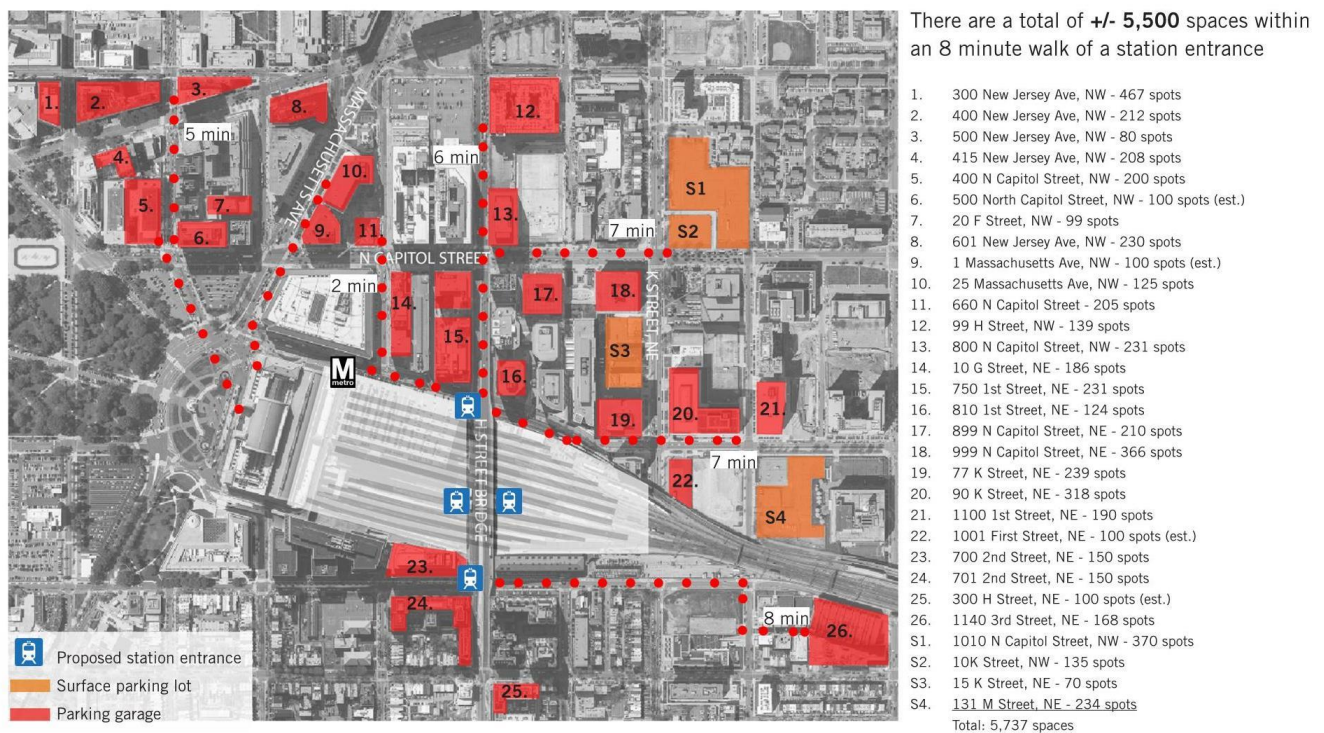 There are a total of +/- 5,500 spaces within
an 8 minute walk of a station entrance
1. 300 New Jersey Ave, NW - 467 spots
2. 400 New Jersey Ave, NW - 212 spots
3. 500 New Jersey Ave, NW - 80 spots
4. 415 New Jersey Ave, NW - 208 spots
5. 400 N Capitol Street, NW - 200 spots
6. 500 North Capitol Street, NW - 100 spots (est.)
7. 20 F Street, NW - 99 spots
8. 601 New Jersey Ave, NW - 230 spots
9. 1 Massachusetts Ave, NW - 100 spots (est.)
10. 25 Massachusetts Ave, NW - 125 spots
11. 660 N Capitol Street - 205 spots
12. 99 H Street, NW - 139 spots
13. 800 N Capitol Street, NW - 231 spots
14. 10 G Street, NE - 186 spots
15. 750 1st Street, NE - 231 spots
16. 810 1st Street, NE - 124 spots
17. 899 N Capitol Street, NE - 210 spots
18. 999 N Capitol Street, NE - 366 spots
19. 77 K Street, NE - 239 spots
20. 90 K Street, NE - 318 spots
21. 1100 1st Street, NE - 190 spots
22. 1001 First Street, NE - 100 spots (est.)
23. 700 2nd Street, NE - 150 spots
24. 701 2nd Street, NE - 150 spots
25. 300 H Street, NE - 100 spots (est.)
26. 1140 3rd Street, NE - 168 spots
S1. 1010 N Capitol Street, NW - 370 spots
S2. 10K Street, NW - 135 spots
S3. 15 K Street, NE - 70 spots
S4. 131 M Street, NE - 234 spots
Total: 5,737 spaces
1.
2.
3.
8.
MASSACHUSETTS AVE
12.
5 min
6 min
4.
10.
S1
5.
7.
13.
6.
9.
11.
7 min
S2
N CAPITOL STREET
2 min
14.
17.
18.
K STREET NE
15.
S3
M
metro
16.
19.
20.
21.
7 min
22.
H STREET BRIDGE
S4
23.
24.
8 min
26.
25.
Proposed station entrance
Surface parking lot
Parking garage